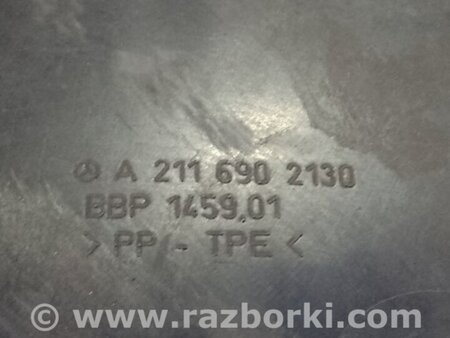 A 211 690 2130
BBP 1459.01
>PP/- TPE<
© www.razborki.com